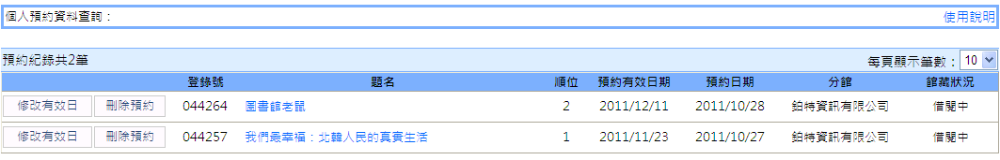 個人預約資料查詢： 使用說明
預約紀錄共2筆 每頁顯示筆數： 10
登錄號 題名 順位 預約有效日期 預約日期 分館 館藏狀況
修改有效日 刪除預約 044264 圖書館老鼠 2 2011/12/11 2011/10/28 鉑特資訊有限公司 借閱中
修改有效日 刪除預約 044257 我們最幸福：北韓人民的真實生活 1 2011/11/23 2011/10/27 鉑特資訊有限公司 借閱中